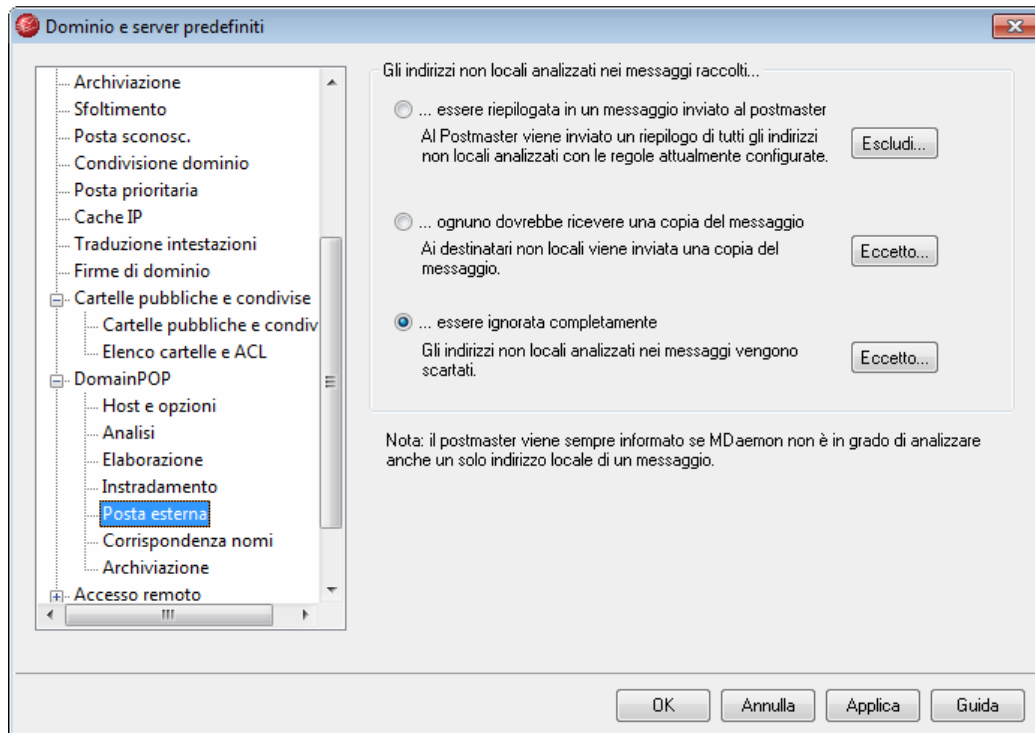 Dominio e server predefiniti
Archiviazione
Sfoltimento
Posta sconosc.
Condivisione dominio
Posta prioritaria
Cache IP
Traduzione intestazioni
Firme di dominio
Cartelle pubbliche e condivise
Cartelle pubbliche e condiv
Elenco cartelle e ACL
DomainPOP
Host e opzioni
Analisi
Elaborazione
Instradamento
Posta esterna
Corrispondenza nomi
Archiviazione
Accesso remoto
Gli indirizzi non locali analizzati nei messaggi raccolti...
... essere riepilogata in un messaggio inviato al postmaster
Al Postmaster viene inviato un riepilogo di tutti gli indirizzi
non locali analizzati con le regole attualmente configurate.
Escludi...
... ognuno dovrebbe ricevere una copia del messaggio
Ai destinatari non locali viene inviata una copia del
messaggio.
Eccetto...
... essere ignorata completamente
Gli indirizzi non locali analizzati nei messaggi vengono
scartati.
Eccetto...
Nota: il postmaster viene sempre informato se MDaemon non è in grado di analizzare
anche un solo indirizzo locale di un messaggio.
OK
Annulla
Applica
Guida